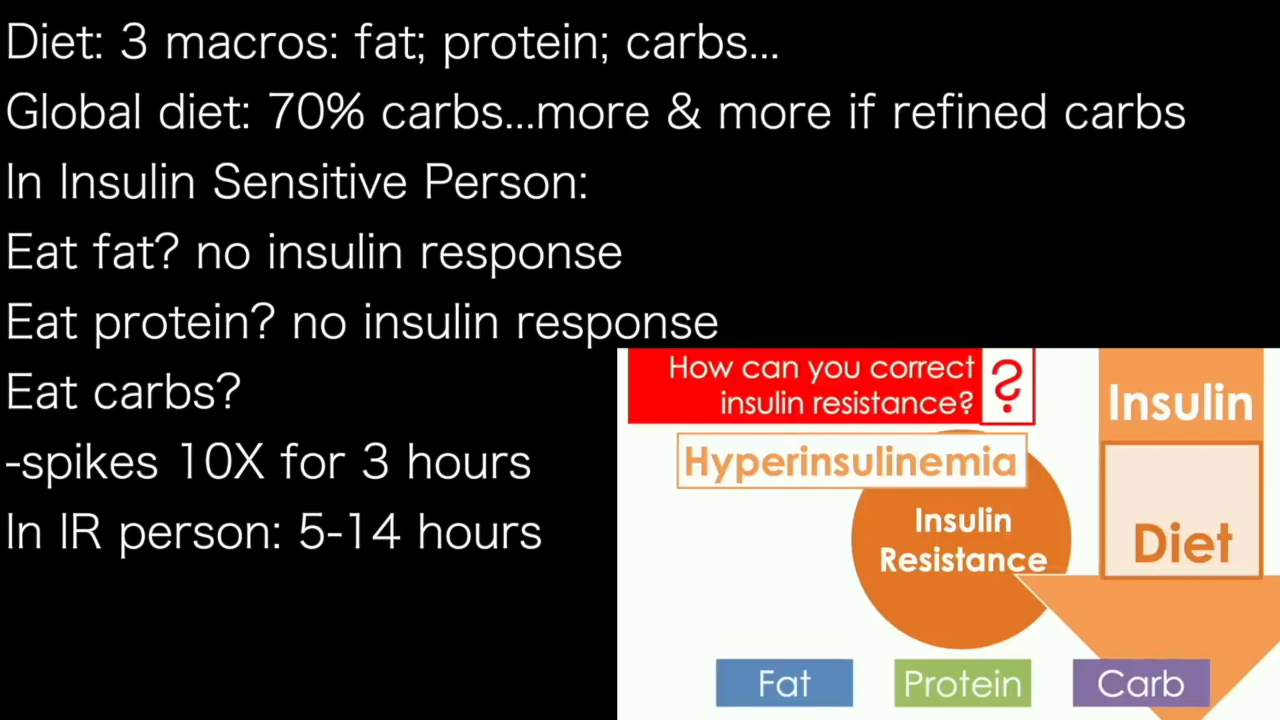 Diet: 3 macros: fat; protein; carbs...
Global diet: 70% carbs...more & more if refined carbs
In Insulin Sensitive Person:
Eat fat? no insulin response
Eat protein? no insulin response
Eat carbs?
-spikes 10X for 3 hours
In IR person: 5-14 hours
How can you correct
insulin resistance?
?
Insulin
Hyperinsulinemia
Insulin
Resistance
Diet
Fat
Protein
Carb